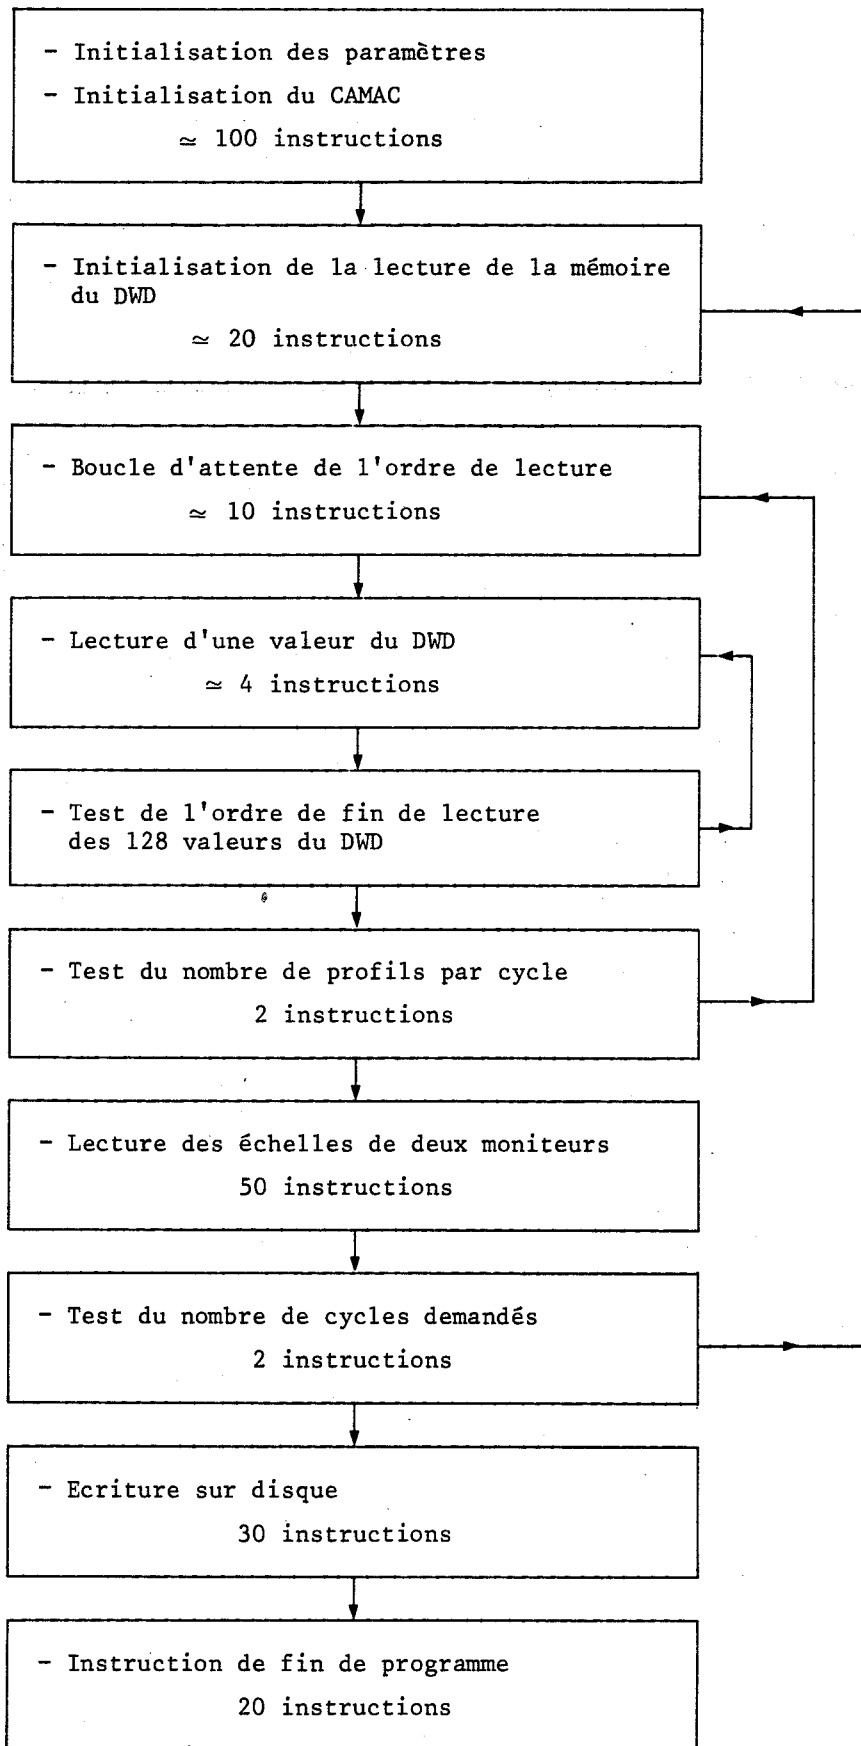 - Initialisation des paramètres
- Initialisation du CAMAC
≃ 100 instructions
- Initialisation de la lecture de la mémoire
du DWD
≃ 20 instructions
- Boucle d'attente de l'ordre de lecture
≃ 10 instructions
- Lecture d'une valeur du DWD
≃ 4 instructions
- Test de l'ordre de fin de lecture
des 128 valeurs du DWD
- Test du nombre de profils par cycle
2 instructions
- Lecture des échelles de deux moniteurs
50 instructions
- Test du nombre de cycles demandés
2 instructions
- Ecriture sur disque
30 instructions
- Instruction de fin de programme
20 instructions